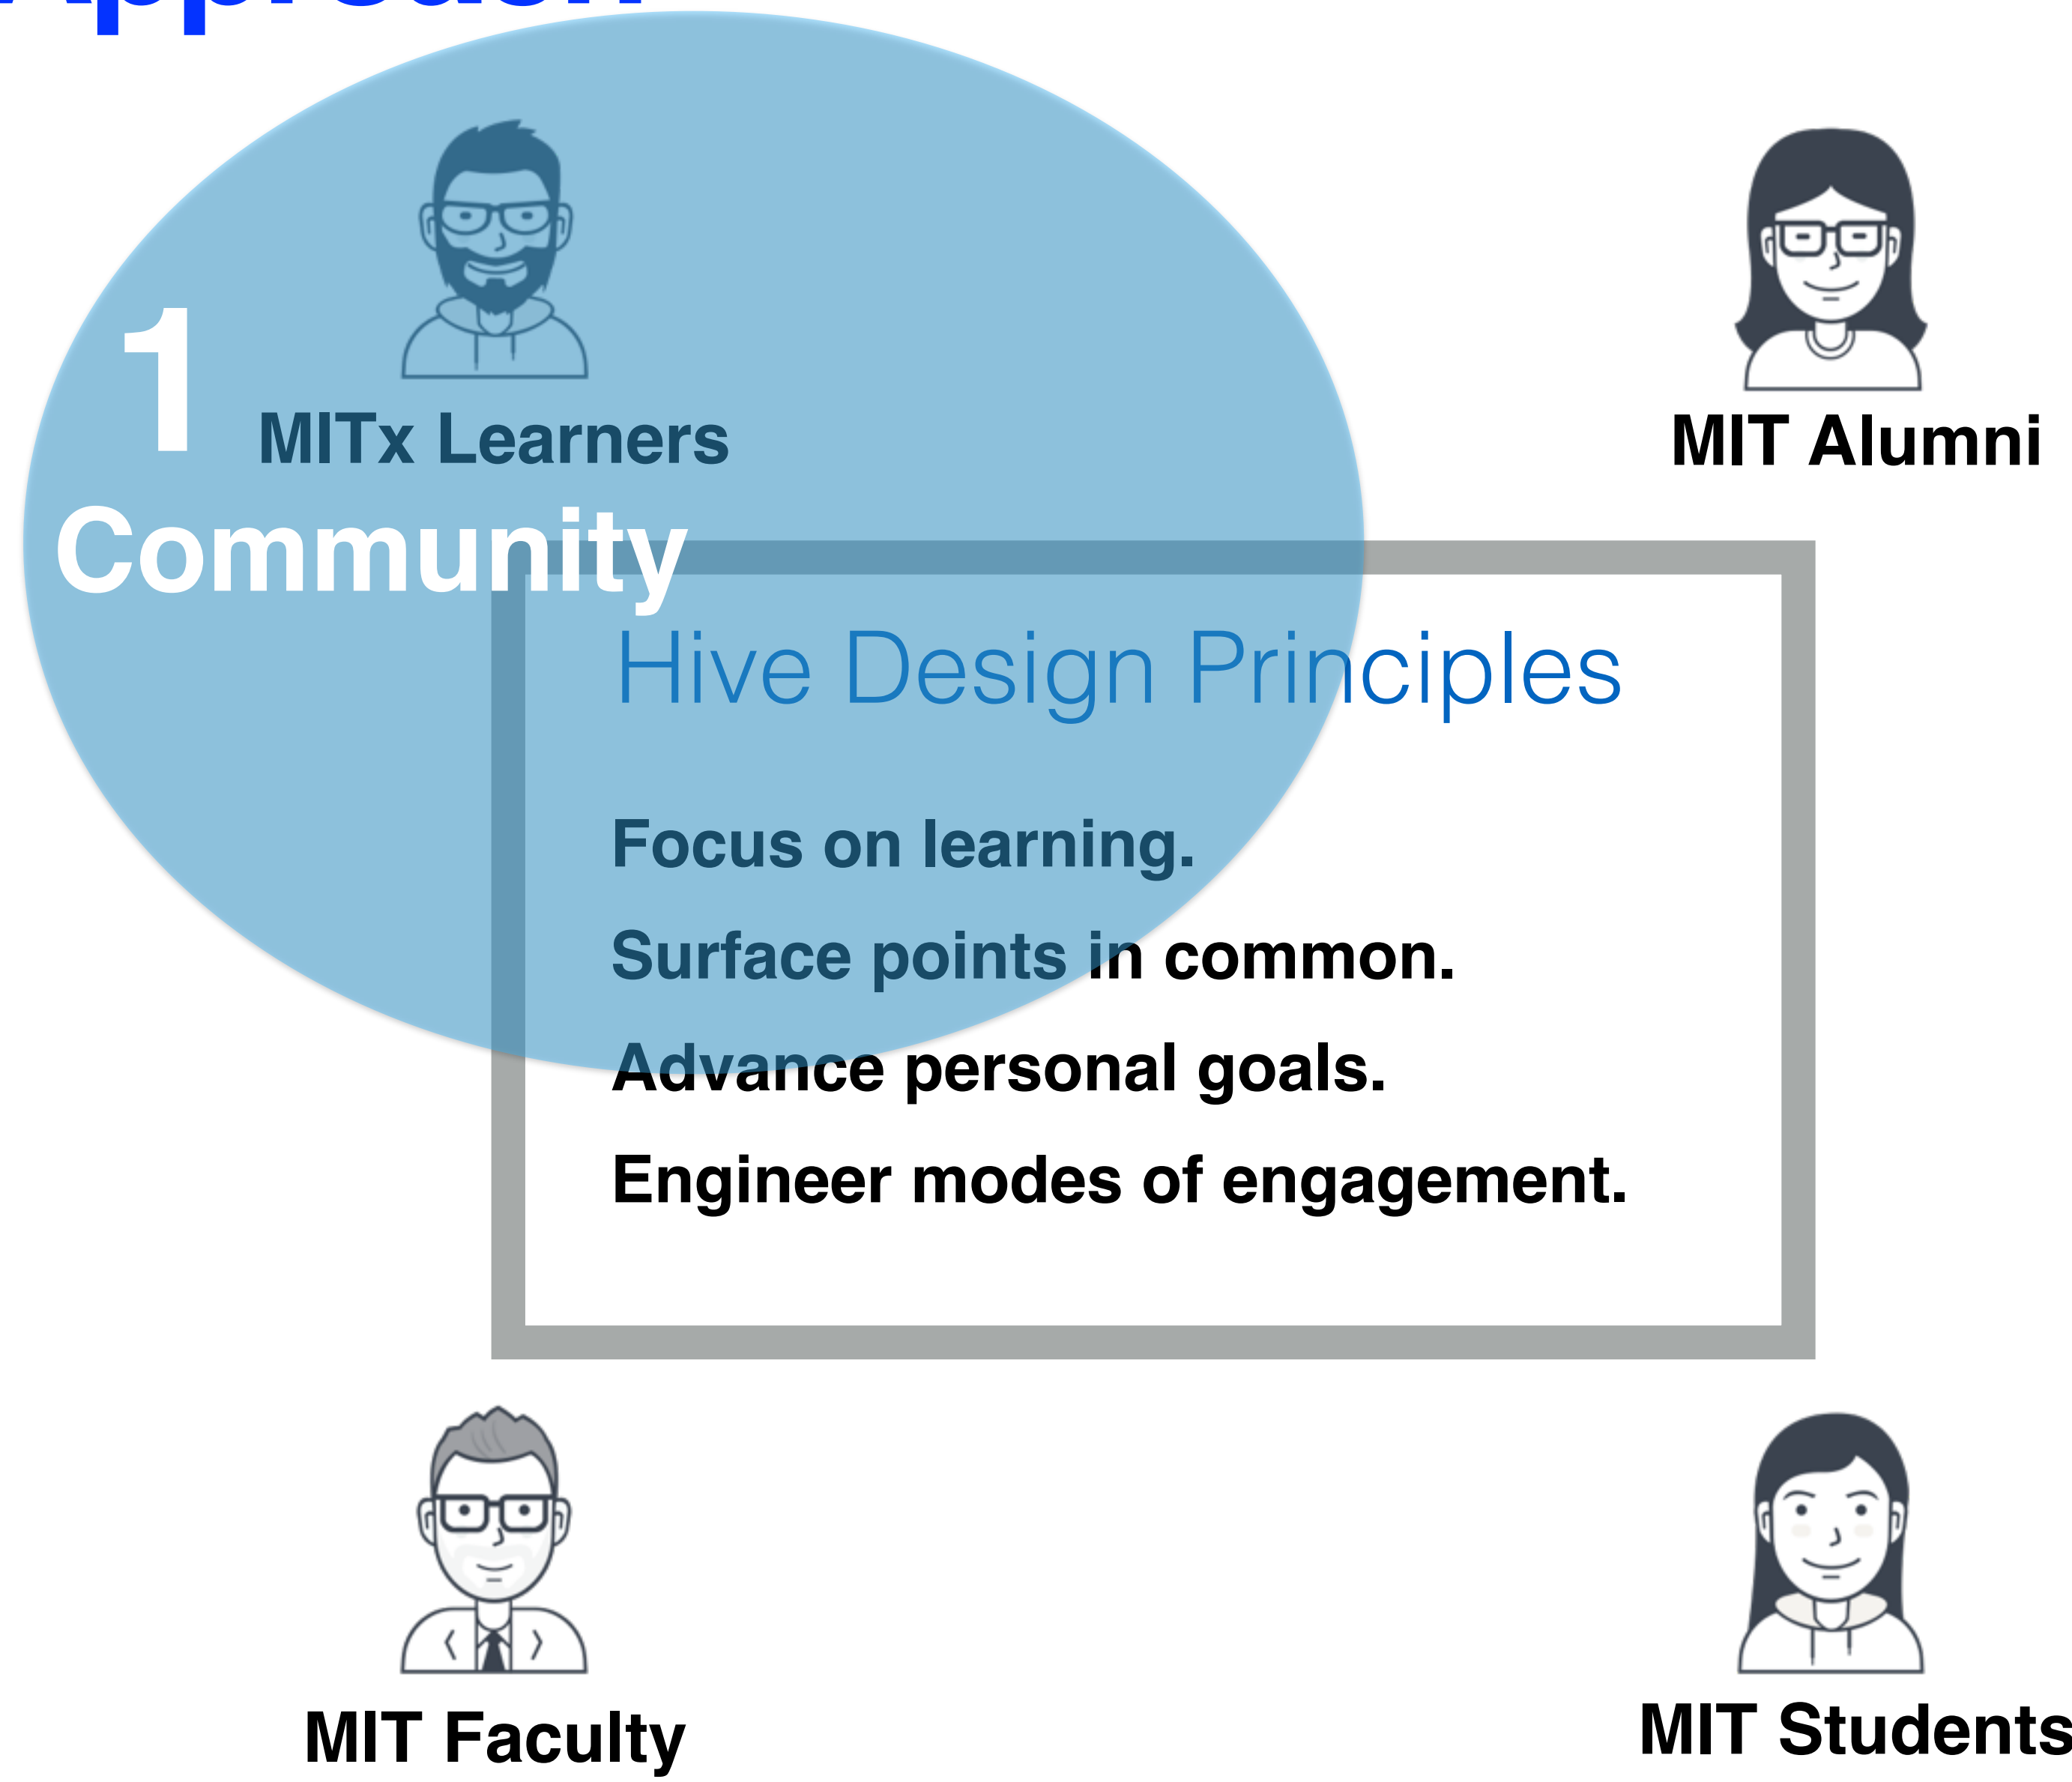 1
MITx Learners
MIT Alumni
Community
Hive Design Principles
Focus on learning.
Surface points in common.
Advance personal goals.
Engineer modes of engagement.
MIT Faculty
MIT Students